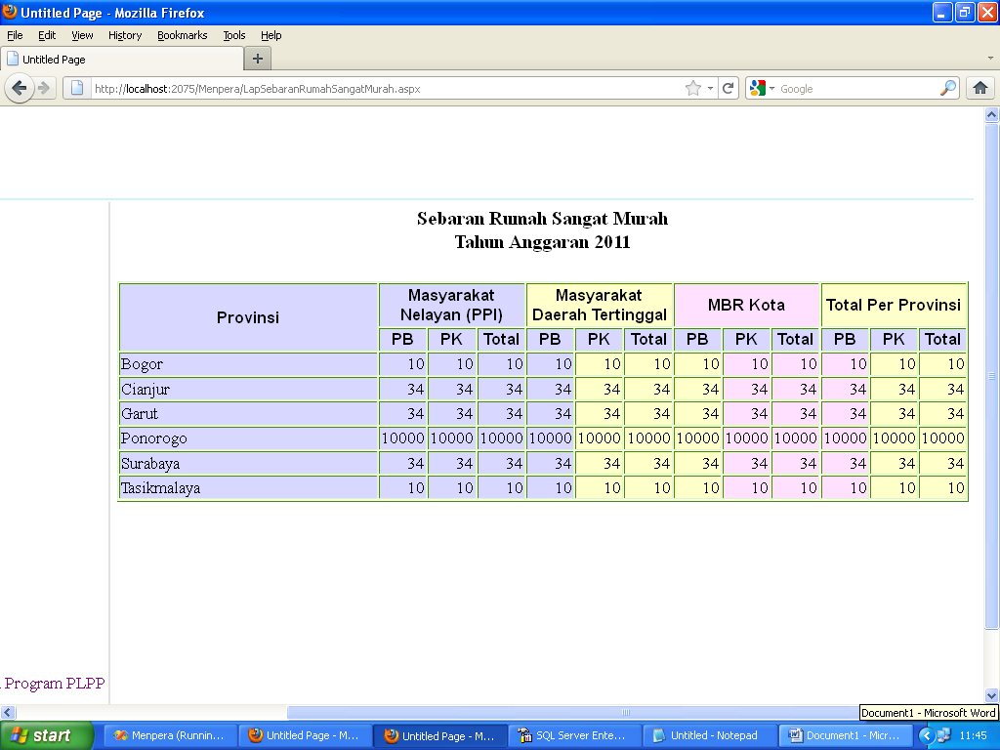 Untitled Page - Mozilla Firefox
File Edit View History Bookmarks Tools Help
Untitled Page
http://localhost:2075/Menpera/LapSebaranRumahSangatMurah.aspx Google
Sebaran Rumah Sangat Murah
Tahun Anggaran 2011
Provinsi Masyarakat Nelayan (PPI) Masyarakat Daerah Tertinggal MBR Kota Total Per Provinsi
PB PK Total PB PK Total PB PK Total PB PK Total
Bogor 10 10 10 10 10 10 10 10 10 10 10 10
Cianjur 34 34 34 34 34 34 34 34 34 34 34 34
Garut 34 34 34 34 34 34 34 34 34 34 34 34
Ponorogo 10000 10000 10000 10000 10000 10000 10000 10000 10000 10000 10000 10000
Surabaya 34 34 34 34 34 34 34 34 34 34 34 34
Tasikmalaya 10 10 10 10 10 10 10 10 10 10 10 10
Program PLPP
Document1 - Microsoft Word
start Menpera (Runnin... Untitled Page - M... Untitled Page - M... SQL Server Ente... Untitled - Notepad Document1 - Micr... 11:45